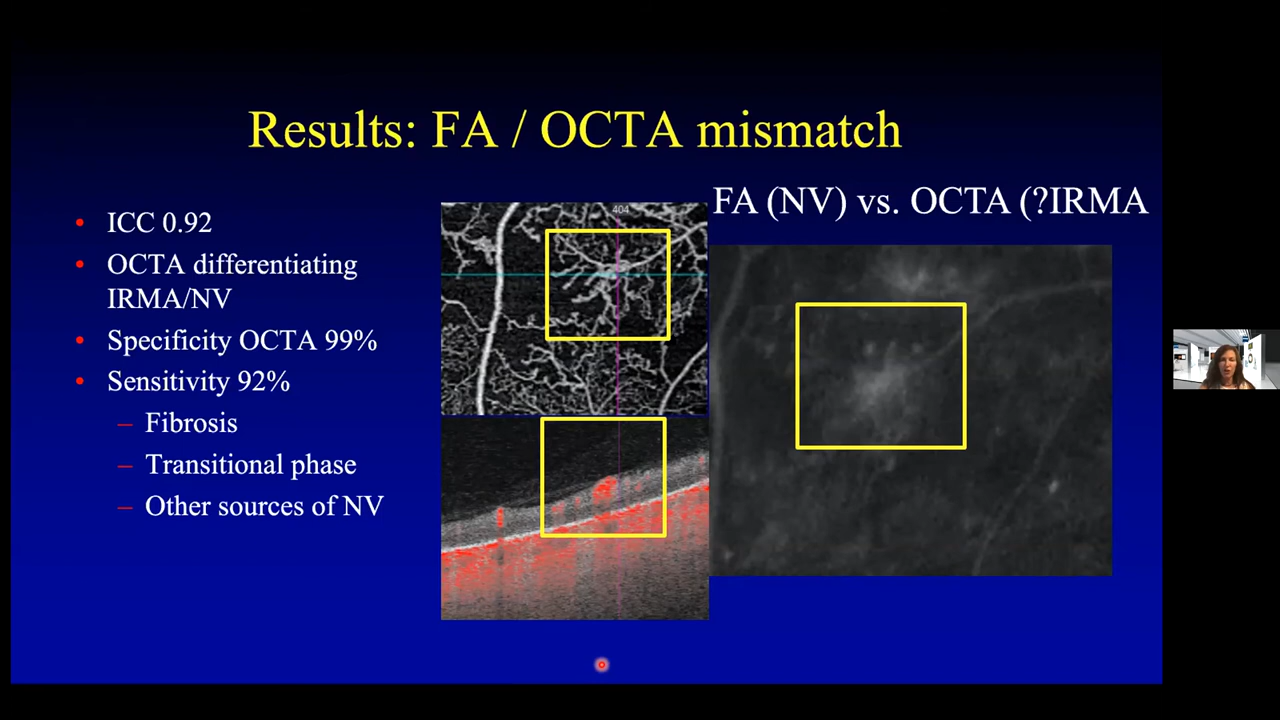 Results: FA / OCTA mismatch
FA (NV) vs. OCTA (?IRMA
• ICC 0.92
• OCTA differentiating
IRMA/NV
• Specificity OCTA 99%
• Sensitivity 92%
– Fibrosis
– Transitional phase
– Other sources of NV
404